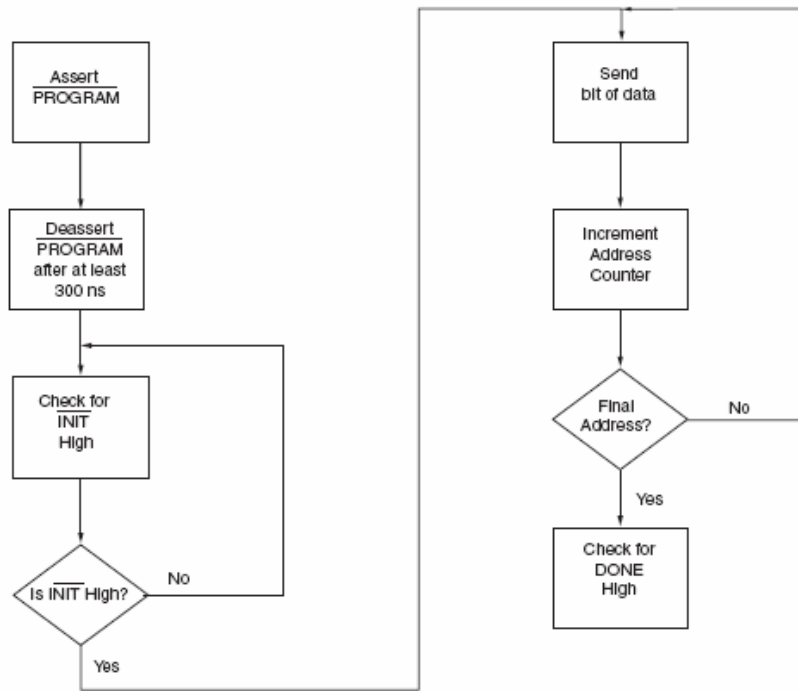 Assert
PROGRAM
Deassert
PROGRAM
after at least
300 ns
Check for
INIT
High
Is INIT High?
No
Yes
Send
bit of data
Increment
Address
Counter
Final
Address?
No
Yes
Check for
DONE
High